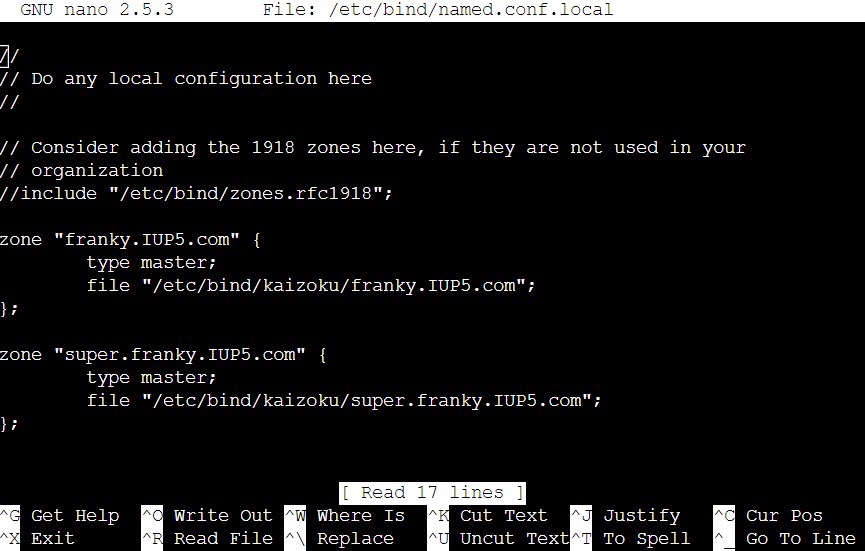 GNU nano 2.5.3 File: /etc/bind/named.conf.local
//
// Do any local configuration here
//
// Consider adding the 1918 zones here, if they are not used in your
// organization
//include "/etc/bind/zones.rfc1918";
zone "franky.IUP5.com" {
type master;
file "/etc/bind/kaizoku/franky.IUP5.com";
};
zone "super.franky.IUP5.com" {
type master;
file "/etc/bind/kaizoku/super.franky.IUP5.com";
};
[ Read 17 lines ]
^G Get Help ^O Write Out ^W Where Is ^K Cut Text ^J Justify ^C Cur Pos
^X Exit ^R Read File ^\ Replace ^U Uncut Text^T To Spell ^_ Go To Line